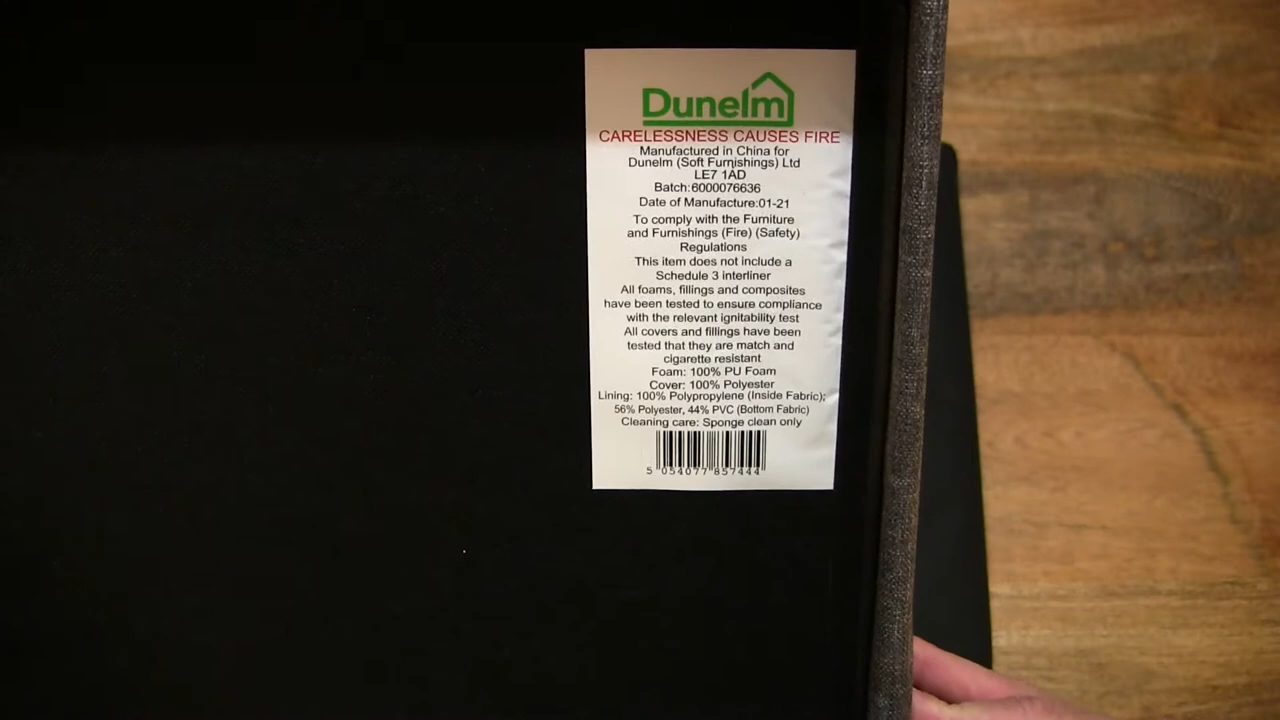 Dunelm
CARELESSNESS CAUSES FIRE
Manufactured in China for
Dunelm (Soft Furnishings) Ltd
LE7 1AD
Batch:6000076636
Date of Manufacture:01-21
To comply with the Furniture
and Furnishings (Fire) (Safety)
Regulations
This item does not include a
Schedule 3 interliner
All foams, fillings and composites
have been tested to ensure compliance
with the relevant ignitability test
All covers and fillings have been
tested that they are match and
cigarette resistant
Foam: 100% PU Foam
Cover: 100% Polyester
Lining: 100% Polypropylene (Inside Fabric);
56% Polyester, 44% PVC (Bottom Fabric)
Cleaning care: Sponge clean only
5 054077 857444